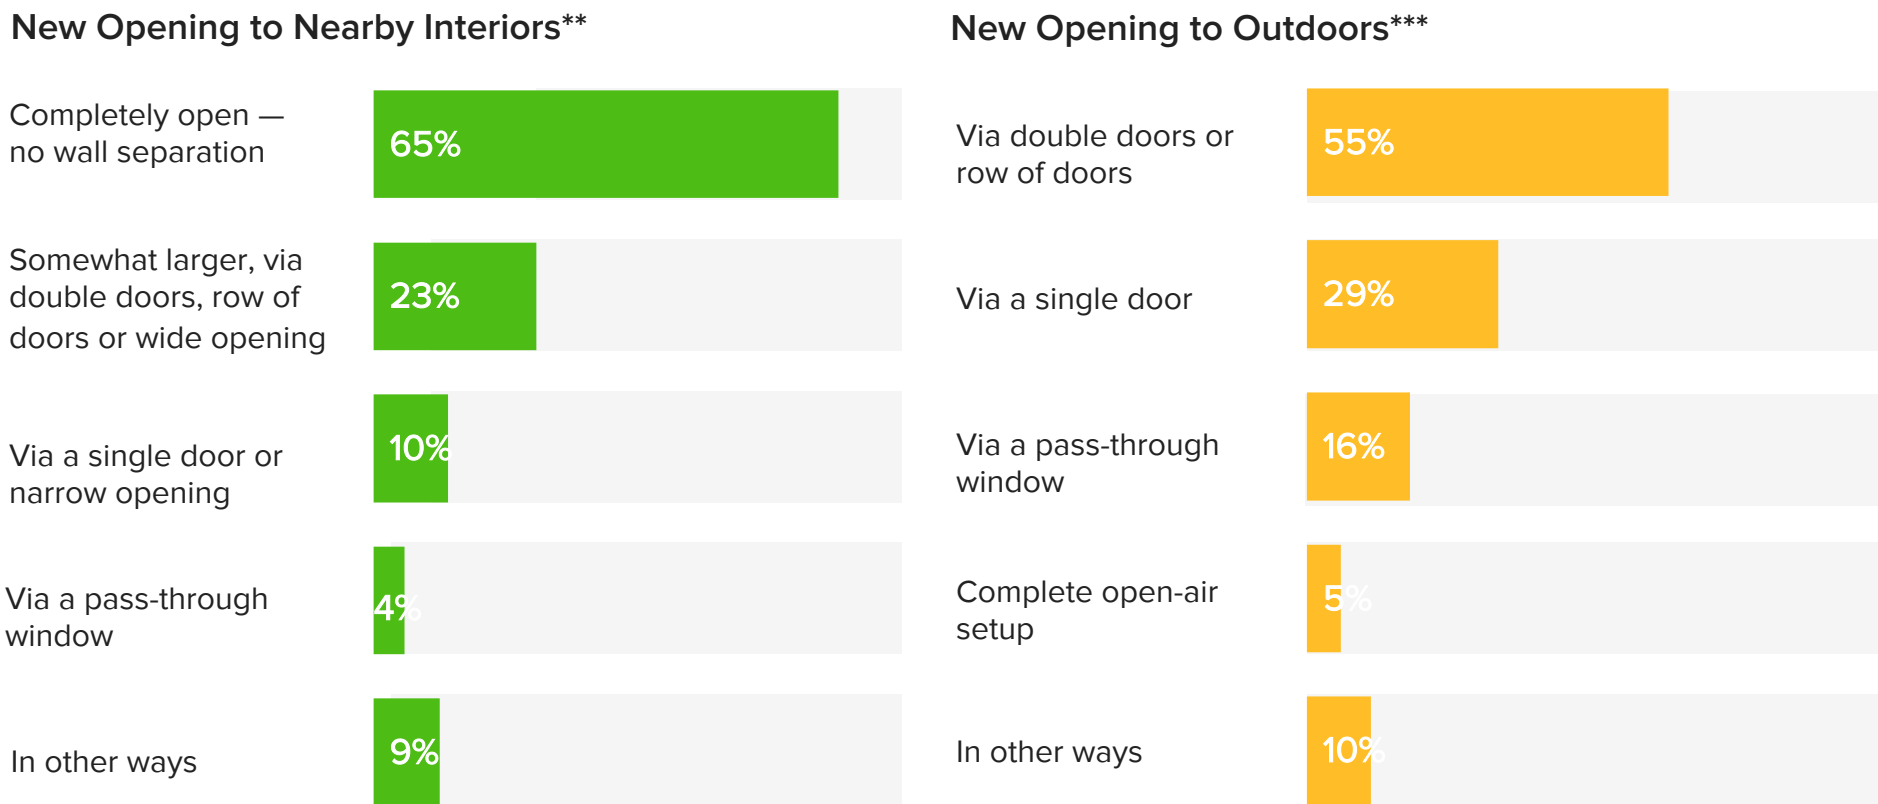 New Opening to Nearby Interiors**
Completely open —
no wall separation
65%
Somewhat larger, via
double doors, row of
doors or wide opening
23%
Via a single door or
narrow opening
10%
Via a pass-through
window
4%
In other ways
9%
New Opening to Outdoors***
Via double doors or
row of doors
55%
Via a single door
29%
Via a pass-through
window
16%
Complete open-air
setup
5%
In other ways
10%